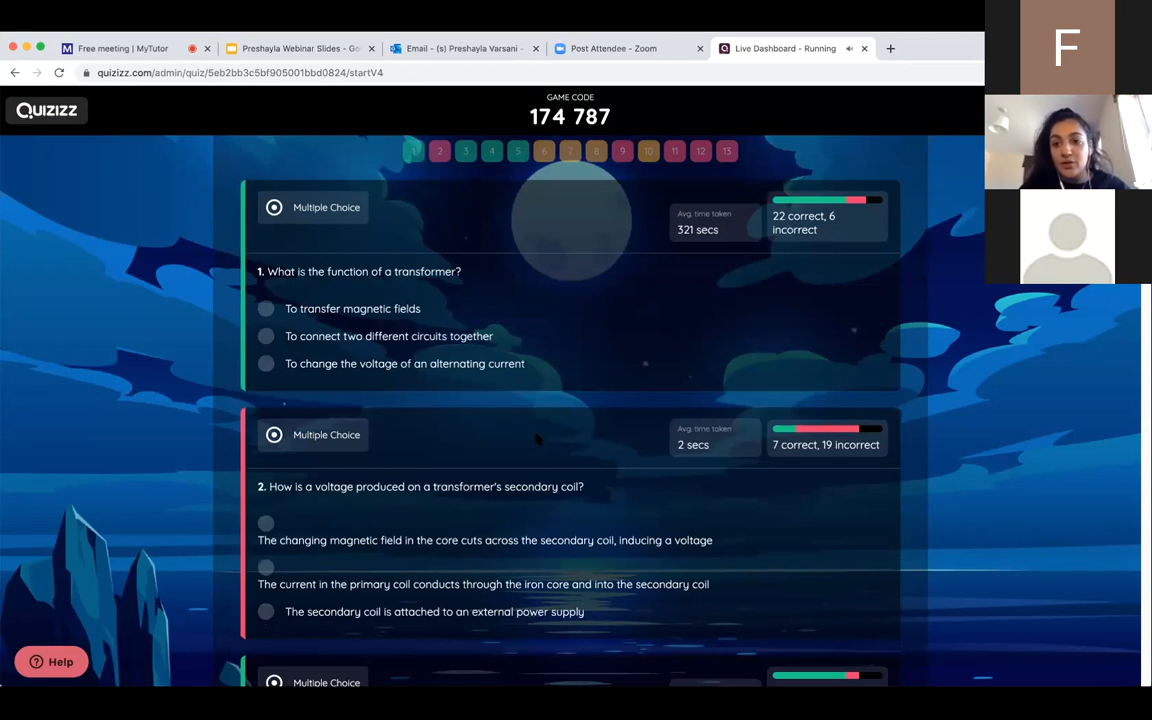 Free meeting | MyTutor
Preshayla Webinar Slides - Go
Email - (s) Preshayla Varsani -
Post Attendee - Zoom
Live Dashboard - Running
quizizz.com/admin/quiz/5eb2bb3c5bf905001bbd0824/startV4
QUIZIZZ
GAME CODE
174 787
1 2 3 4 5 6 7 8 9 10 11 12 13
Multiple Choice
Avg. time taken
321 secs
22 correct, 6
incorrect
1. What is the function of a transformer?
To transfer magnetic fields
To connect two different circuits together
To change the voltage of an alternating current
Multiple Choice
Avg. time taken
2 secs
7 correct, 19 incorrect
2. How is a voltage produced on a transformer's secondary coil?
The changing magnetic field in the core cuts across the secondary coil, inducing a voltage
The current in the primary coil conducts through the iron core and into the secondary coil
The secondary coil is attached to an external power supply
Multiple Choice
Help
F